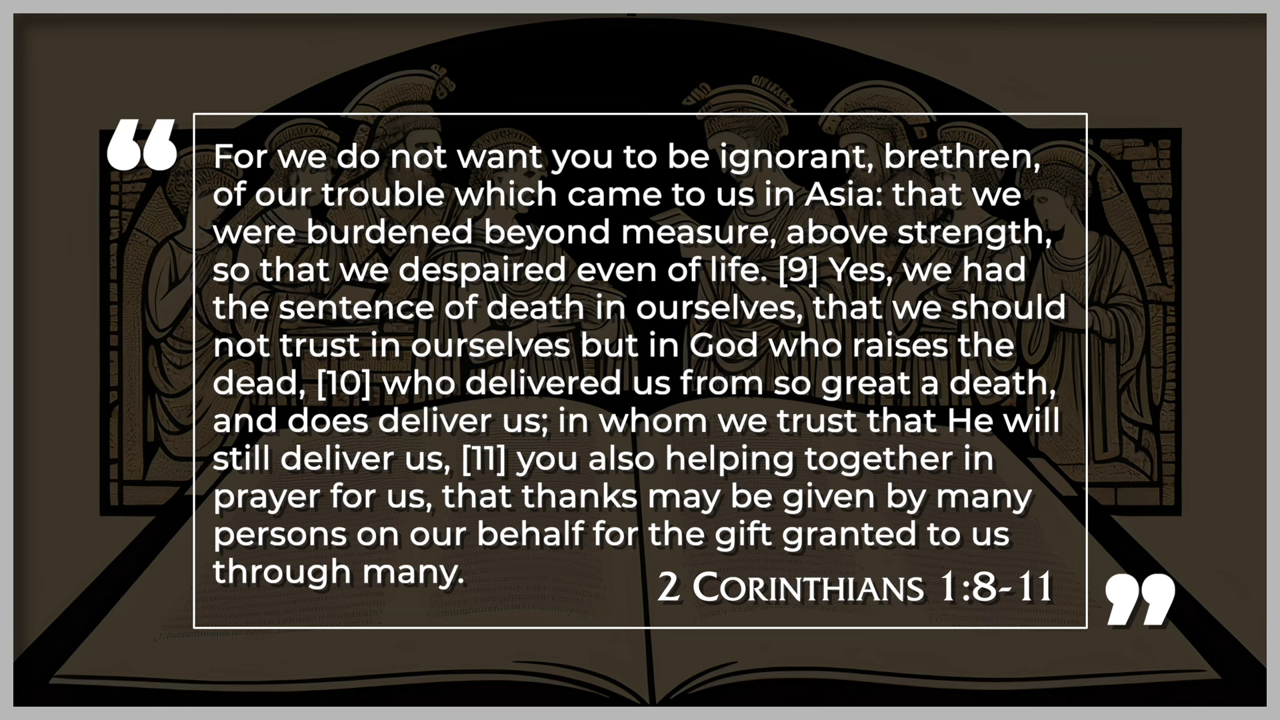 “
For we do not want you to be ignorant, brethren,
of our trouble which came to us in Asia: that we
were burdened beyond measure, above strength,
so that we despaired even of life. [9] Yes, we had
the sentence of death in ourselves, that we should
not trust in ourselves but in God who raises the
dead, [10] who delivered us from so great a death,
and does deliver us; in whom we trust that He will
still deliver us, [11] you also helping together in
prayer for us, that thanks may be given by many
persons on our behalf for the gift granted to us
through many.
2 Corinthians 1:8-11
”